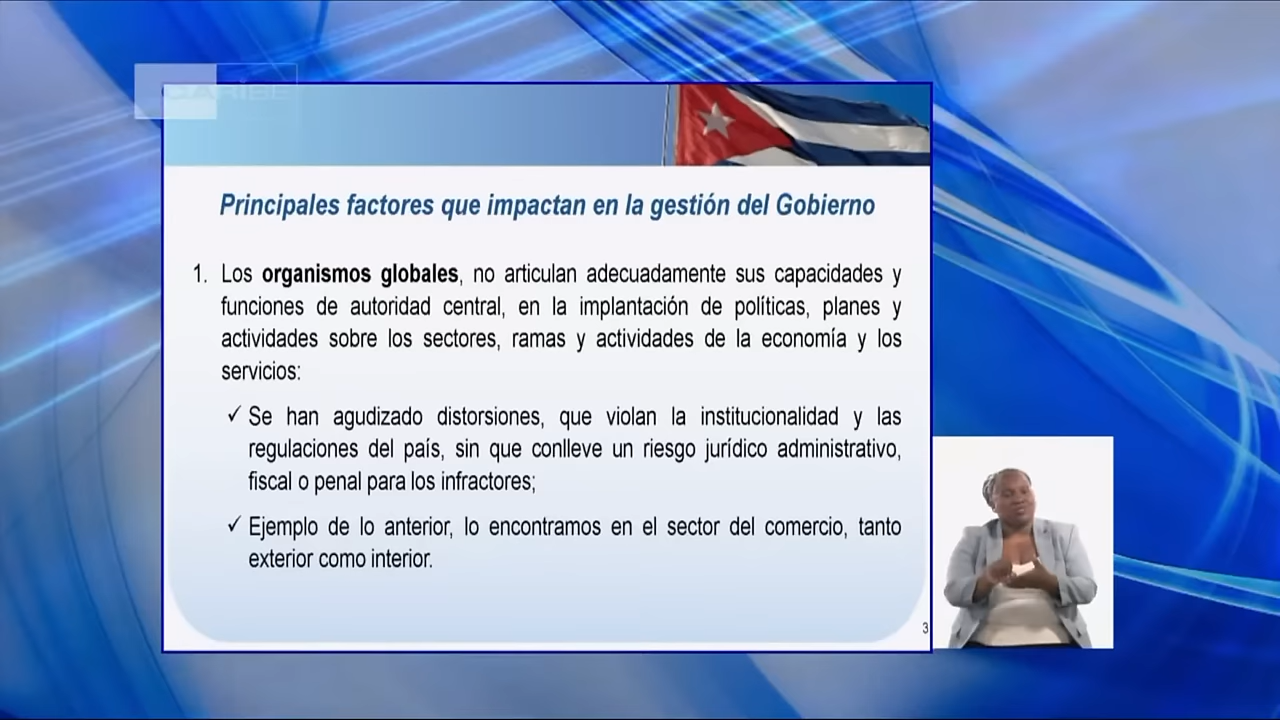 CARIBE
Principales factores que impactan en la gestión del Gobierno
1. Los organismos globales, no articulan adecuadamente sus capacidades y
funciones de autoridad central, en la implantación de políticas, planes y
actividades sobre los sectores, ramas y actividades de la economía y los
servicios:
✓ Se han agudizado distorsiones, que violan la institucionalidad y las
regulaciones del país, sin que conlleve un riesgo jurídico administrativo,
fiscal o penal para los infractores;
✓ Ejemplo de lo anterior, lo encontramos en el sector del comercio, tanto
exterior como interior.
3